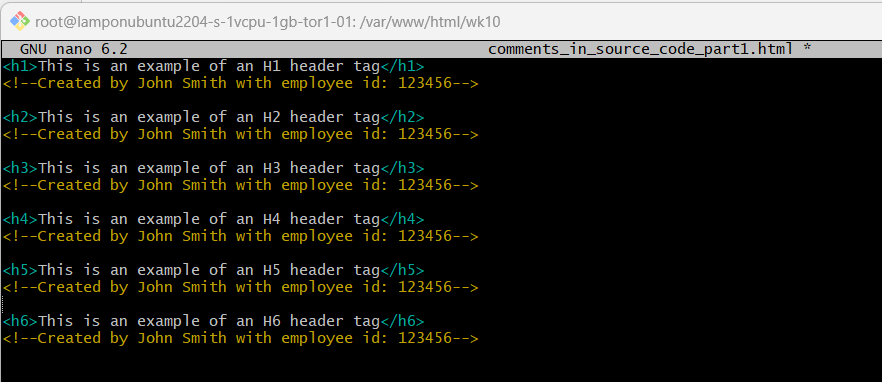 root@lamponubuntu2204-s-1vcpu-1gb-tor1-01: /var/www/html/wk10
GNU nano 6.2 comments_in_source_code_part1.html *
<h1>This is an example of an H1 header tag</h1>
<!--Created by John Smith with employee id: 123456-->
<h2>This is an example of an H2 header tag</h2>
<!--Created by John Smith with employee id: 123456-->
<h3>This is an example of an H3 header tag</h3>
<!--Created by John Smith with employee id: 123456-->
<h4>This is an example of an H4 header tag</h4>
<!--Created by John Smith with employee id: 123456-->
<h5>This is an example of an H5 header tag</h5>
<!--Created by John Smith with employee id: 123456-->
<h6>This is an example of an H6 header tag</h6>
<!--Created by John Smith with employee id: 123456-->